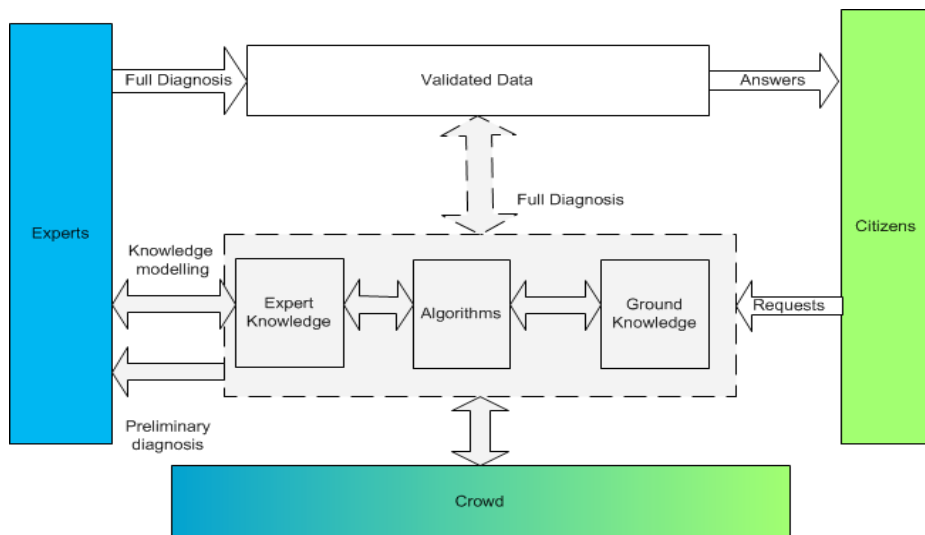 Full Diagnosis
Validated Data
Answers
Full Diagnosis
Experts
Citizens
Knowledge
modelling
Expert
Knowledge
Algorithms
Ground
Knowledge
Requests
Preliminary
diagnosis
Crowd